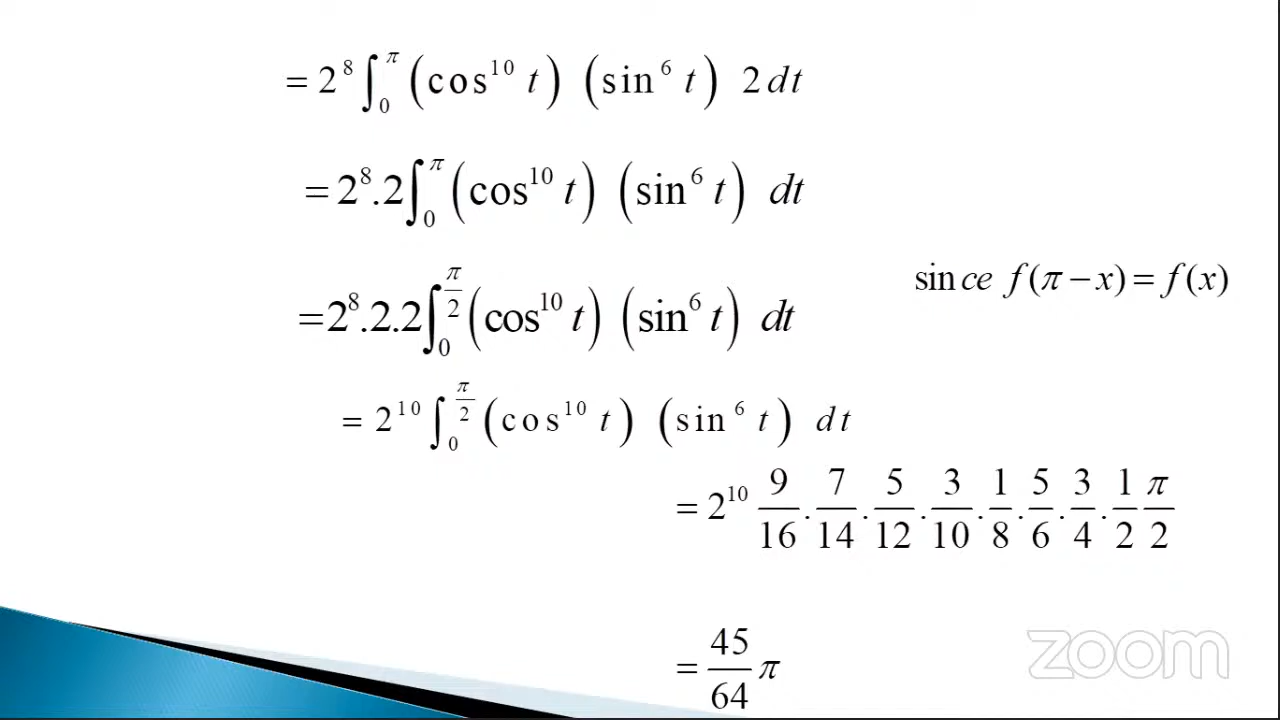 = 2^8 ∫_0^π (cos^10 t) (sin^6 t) 2dt
= 2^8.2 ∫_0^π (cos^10 t) (sin^6 t) dt
=2^8.2.2 ∫_0^{π/2} (cos^10 t) (sin^6 t) dt since f(π − x) = f(x)
= 2^10 ∫_0^{π/2} (cos^10 t) (sin^6 t) dt
= 2^10 9/16 . 7/14 . 5/12 . 3/10 . 1/8 . 5/6 . 3/4 . 1/2 π/2
= 45/64 π
zoom